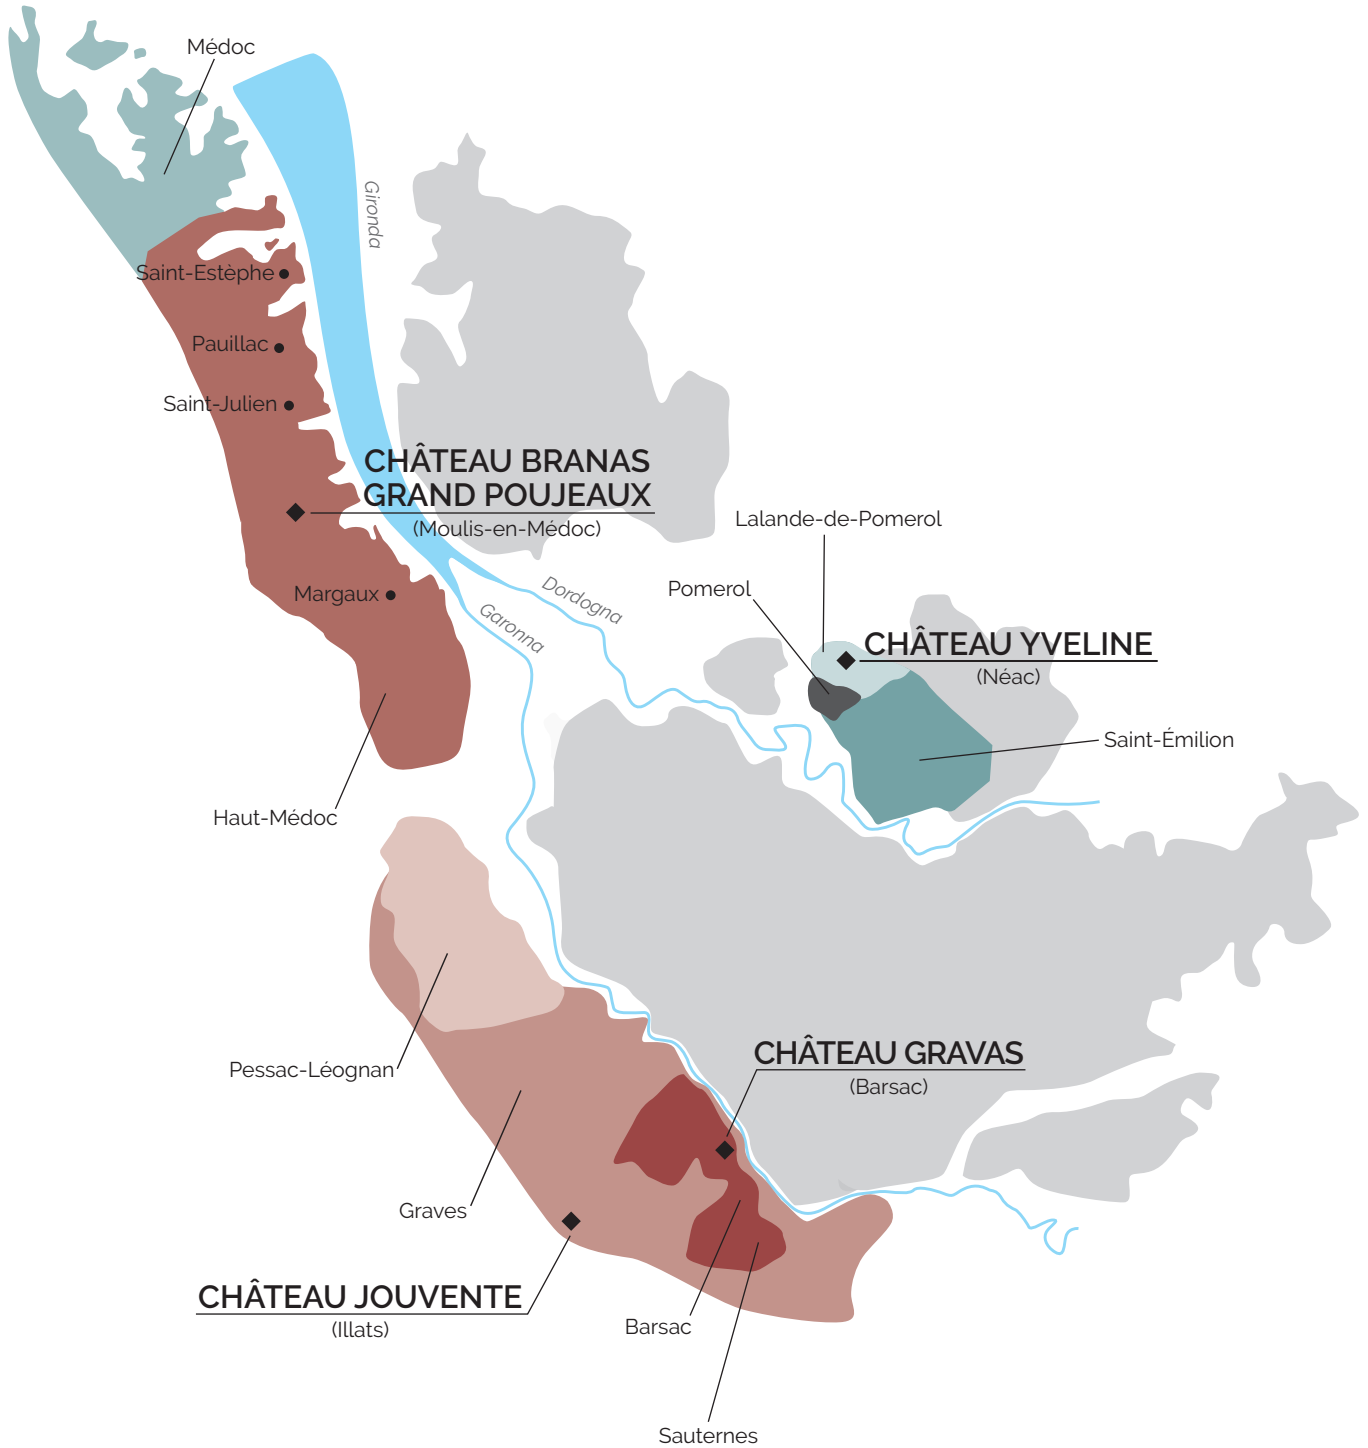 Médoc
Gironda
Saint-Estèphe
Pauillac
Saint-Julien
CHÂTEAU BRANAS
GRAND POUJEAUX
(Moulis-en-Médoc)
Lalande-de-Pomerol
Pomerol
Dordogna
Margaux
Garonna
CHÂTEAU YVELINE
(Néac)
Saint-Émilion
Haut-Médoc
CHÂTEAU GRAVAS
(Barsac)
Pessac-Léognan
Graves
CHÂTEAU JOUVENTE
(Illats)
Barsac
Sauternes